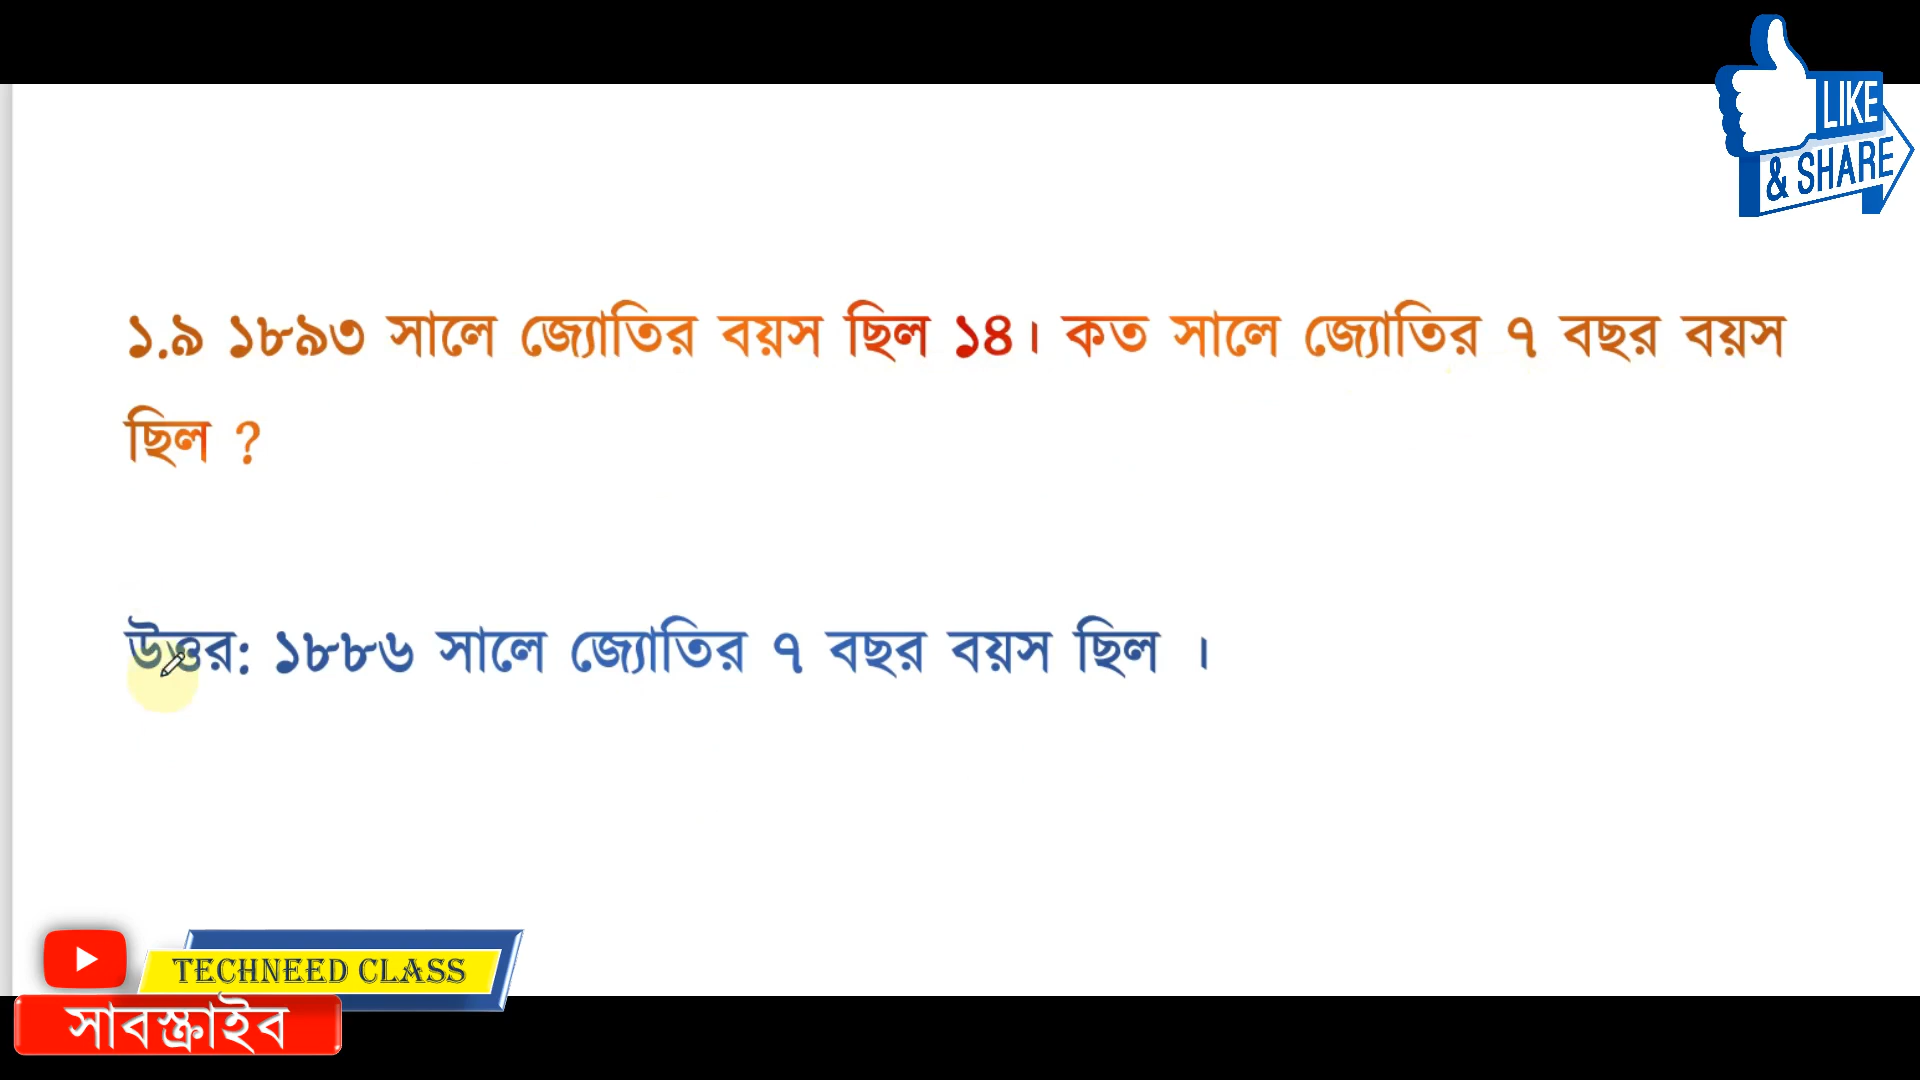 LIKE
& SHARE
১.৯ ১৮৯৩ সালে জ্যোতির বয়স ছিল ১৪। কত সালে জ্যোতির ৭ বছর বয়স
ছিল ?
উত্তর: ১৮৮৬ সালে জ্যোতির ৭ বছর বয়স ছিল ।
TECHNEED CLASS
সাবস্ক্রাইব